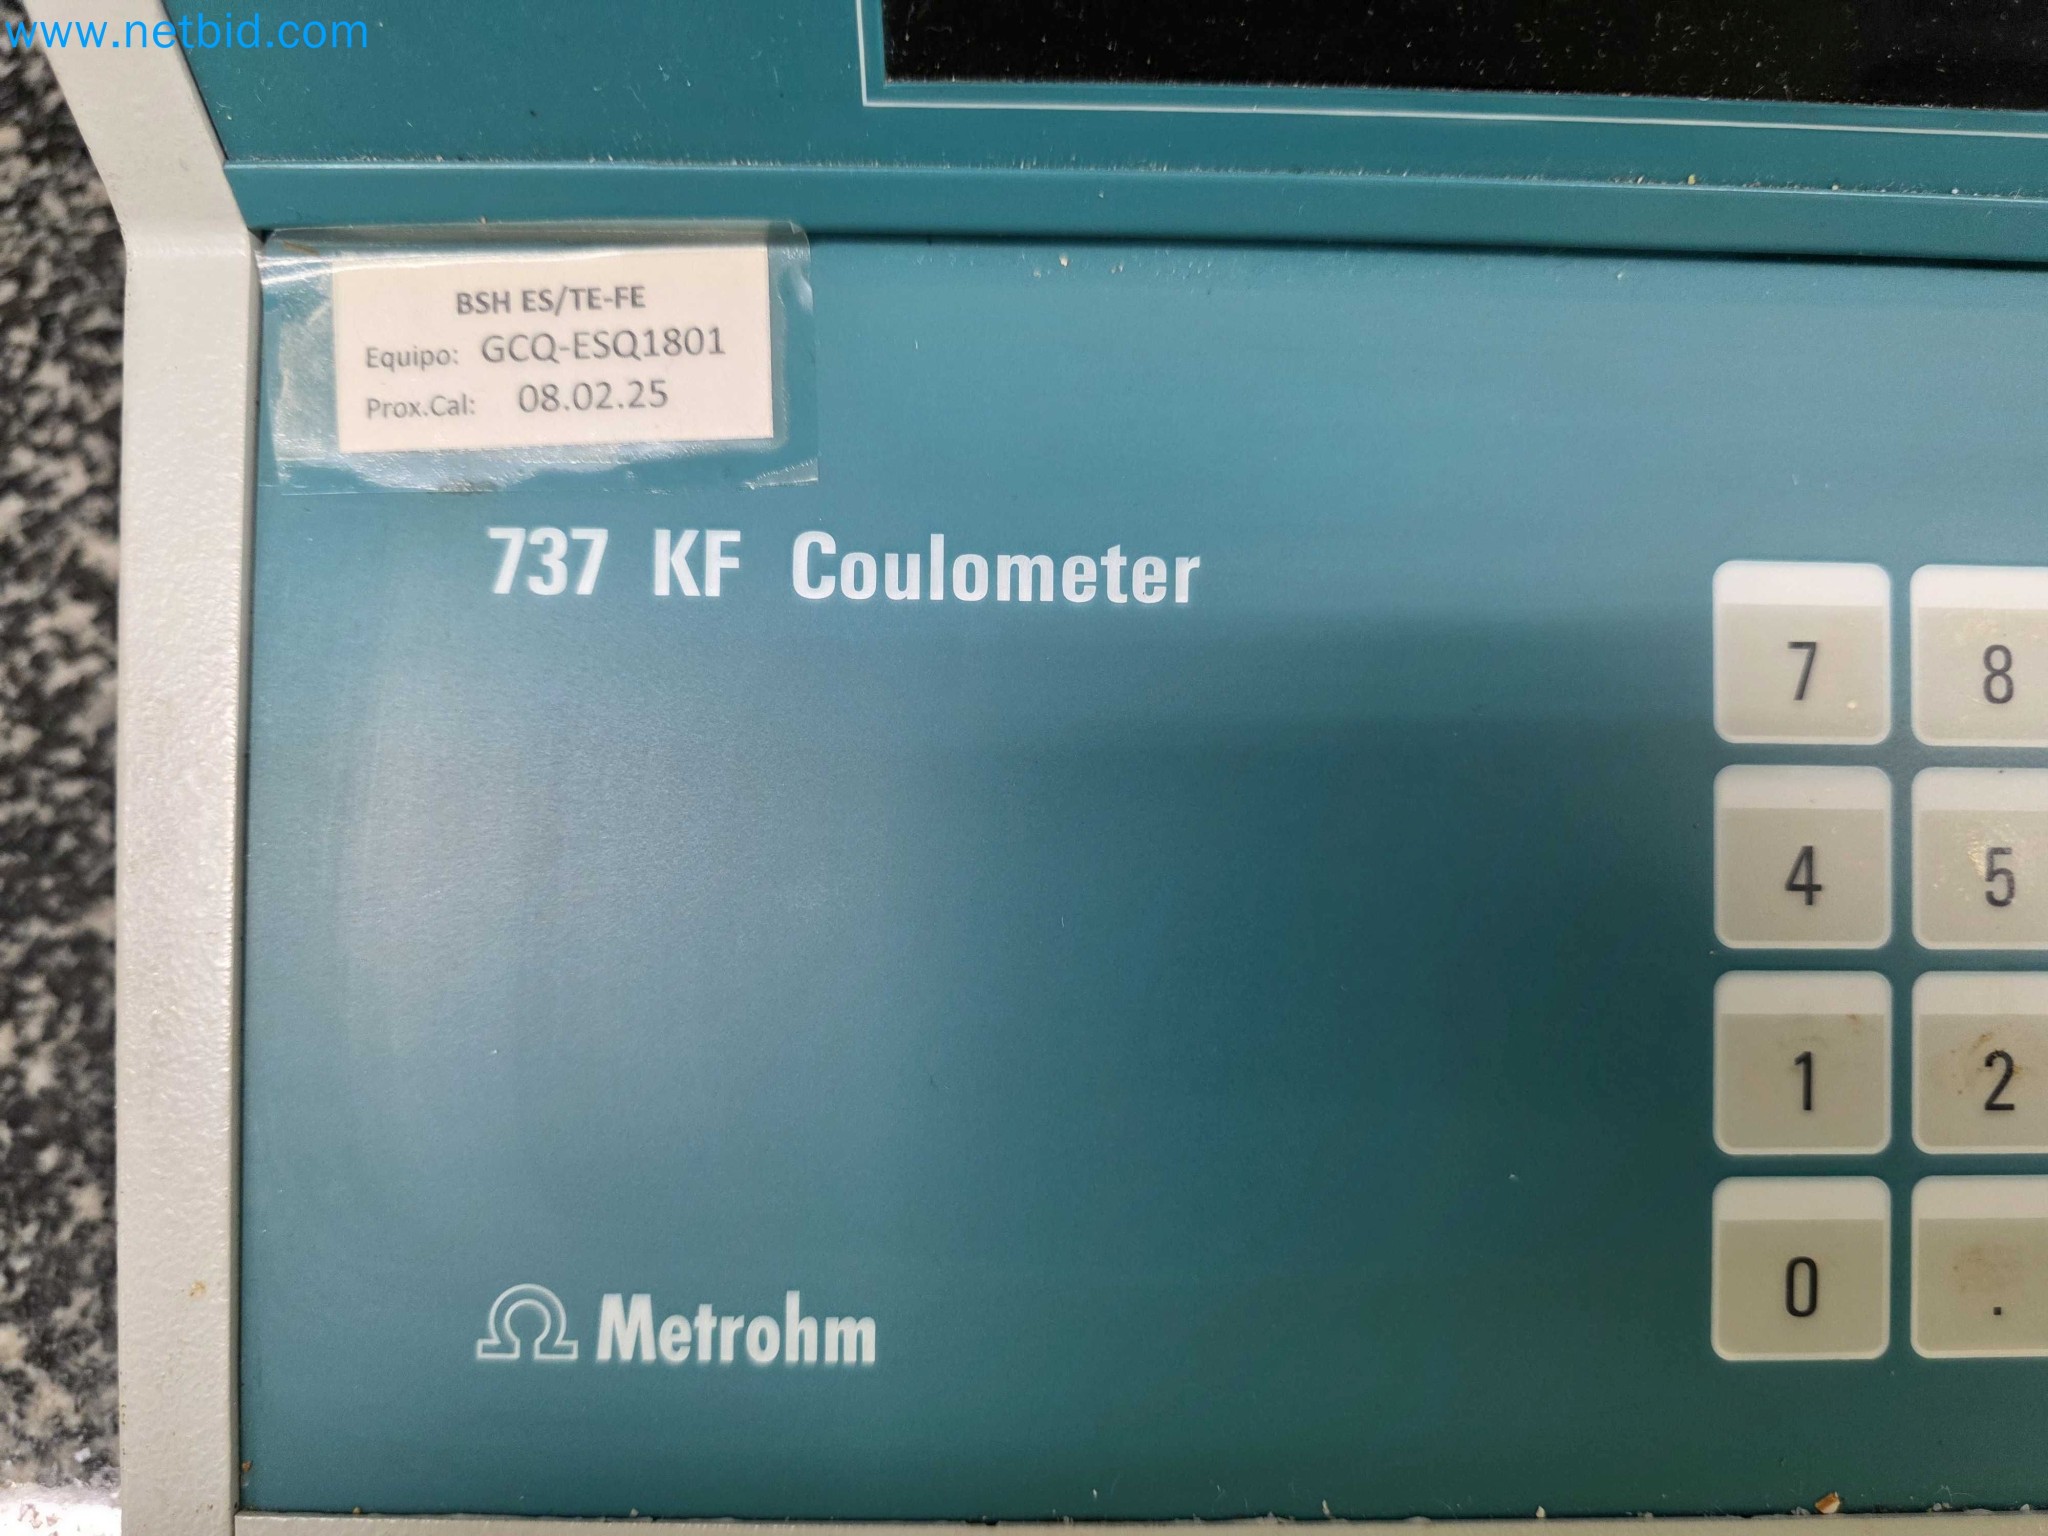 www.netbid.com
BSH ES/TE-FE
Equipo: GCQ-ESQ1801
Prox.Cal: 08.02.25
737 KF Coulometer
7 8
4 5
1 2
0 .
Metrohm